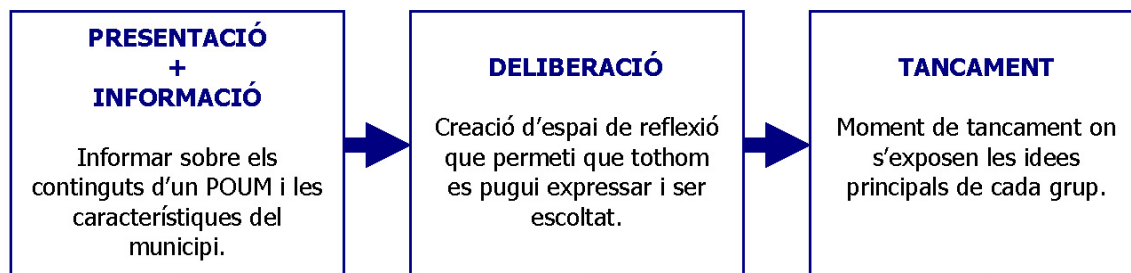 PRESENTACIÓ
+
INFORMACIÓ
Informar sobre els
continguts d'un POUM i les
característiques del
municipi.
DELIBERACIÓ
Creació d'espai de reflexió
que permeti que tothom
es pugui expressar i ser
escoltat.
TANCAMENT
Moment de tancament on
s'exposen les idees
principals de cada grup.